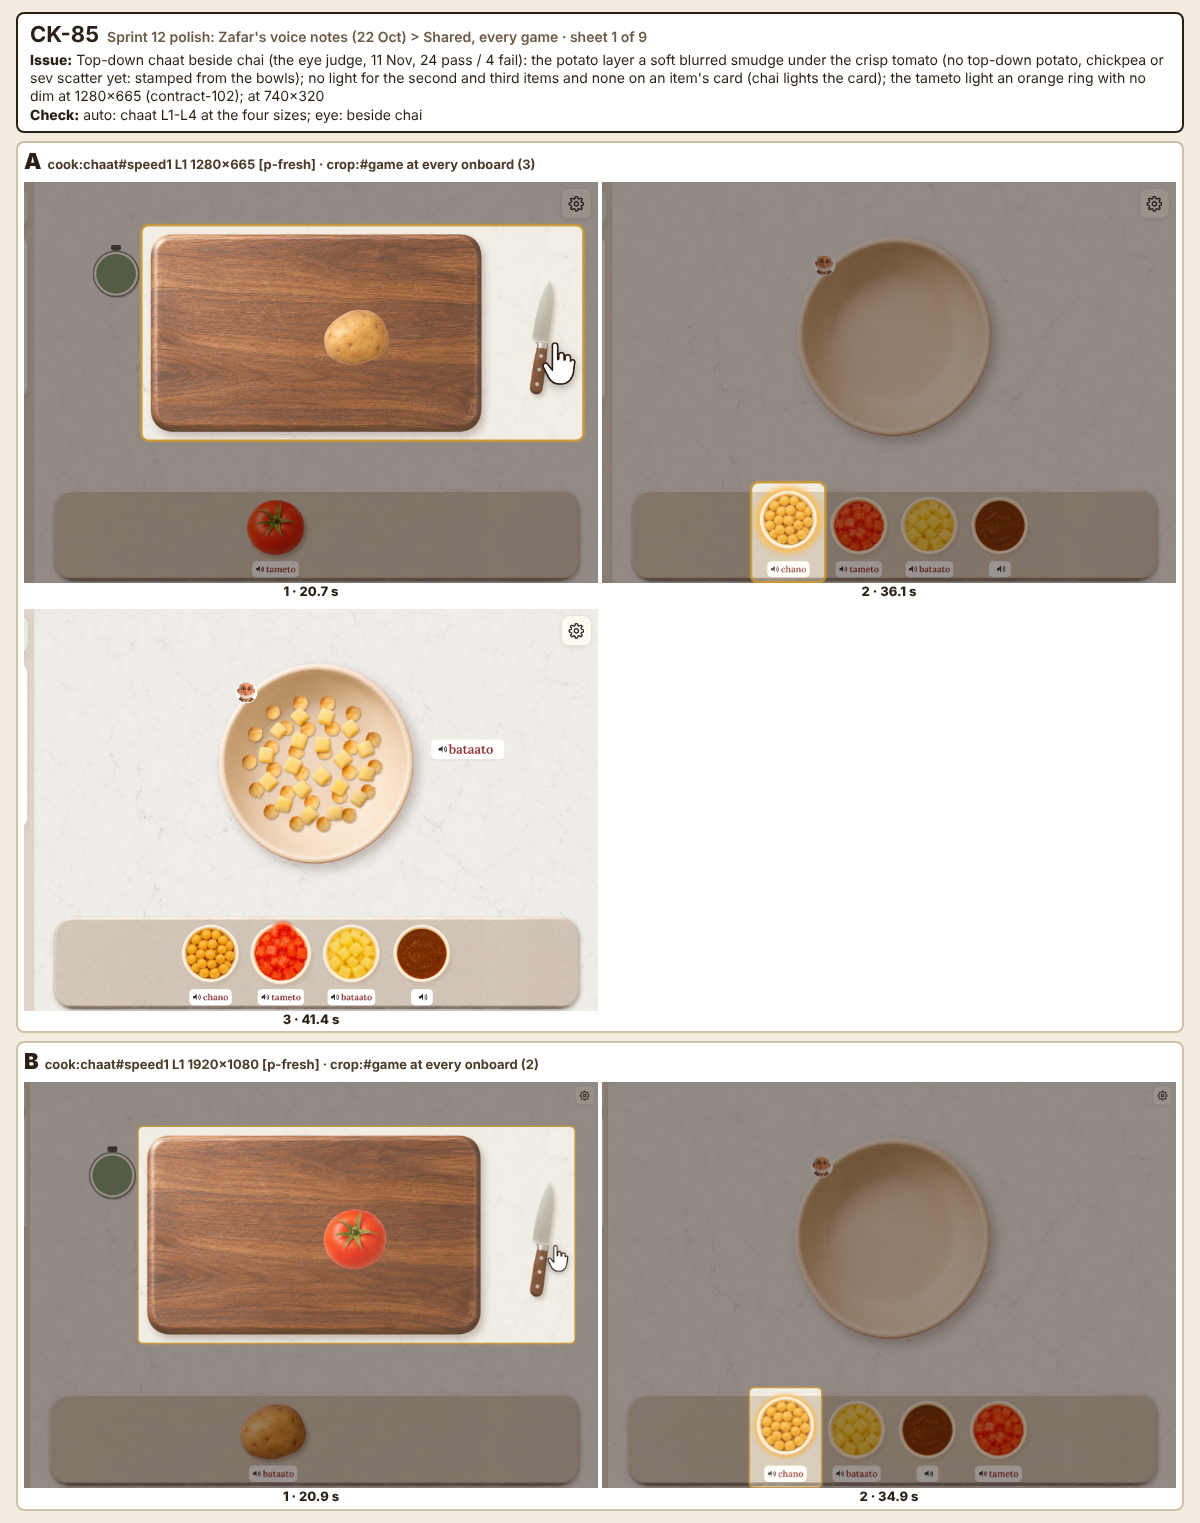 CK-85 Sprint 12 polish: Zafar's voice notes (22 Oct) > Shared, every game · sheet 1 of 9
Issue: Top-down chaat beside chai (the eye judge, 11 Nov, 24 pass / 4 fail): the potato layer a soft blurred smudge under the crisp tomato (no top-down potato, chickpea or
sev scatter yet: stamped from the bowls); no light for the second and third items and none on an item's card (chai lights the card); the tameto light an orange ring with no
dim at 1280×665 (contract-102); at 740×320
Check: auto: chaat L1-L4 at the four sizes; eye: beside chai
A cook:chaat#speed1 L1 1280×665 [p-fresh] · crop:#game at every onboard (3)
tameto
chano
tameto
bataato
1 · 20.7 s
2 · 36.1 s
bataato
chano
tameto
bataato
3 · 41.4 s
B cook:chaat#speed1 L1 1920×1080 [p-fresh] · crop:#game at every onboard (2)
bataato
chano
bataato
tameto
1 · 20.9 s
2 · 34.9 s